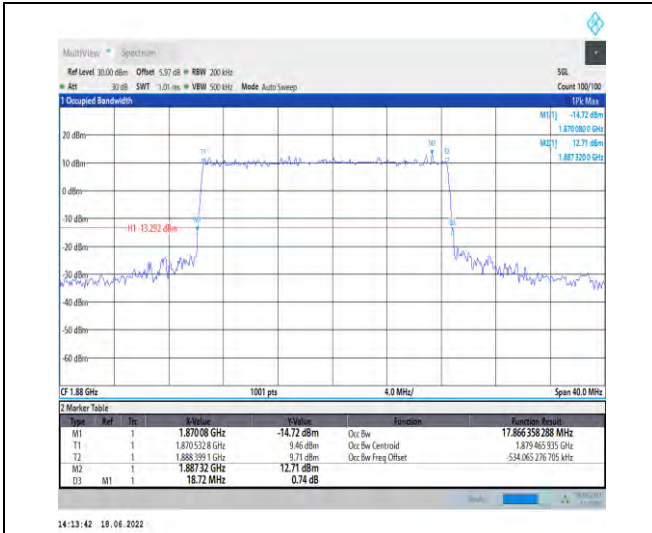 MultiView Spectrum
Ref Level 30.00 dBm Offset 5.97 dB RBW 200 kHz SGL
Att 30 dB SWT 1.01 ms VBW 500 kHz Mode Auto Sweep Count 100/100
1 Occupied Bandwidth 1Pk Max
M1[1] -14.72 dBm
1.870 080 0 GHz
M2[1] 12.71 dBm
1.887 320 0 GHz
20 dBm
T1 M2 T2
10 dBm
0 dBm
-10 dBm
H1 -13.292 dBm
-20 dBm
-30 dBm
-40 dBm
-50 dBm
-60 dBm
CF 1.88 GHz 1001 pts 4.0 MHz/ Span 40.0 MHz
2 Marker Table
Type Ref Trc X-Value Y-Value Function Function Result
M1 1 1.87008 GHz -14.72 dBm Occ Bw 17.866 358 288 MHz
T1 1 1.870 532 8 GHz 9.46 dBm Occ Bw Centroid 1.879 465 935 GHz
T2 1 1.888 399 1 GHz 9.71 dBm Occ Bw Freq Offset -534.065 276 705 kHz
M2 1 1.88732 GHz 12.71 dBm
D3 M1 1 18.72 MHz 0.74 dB
14:13:42 18.06.2022